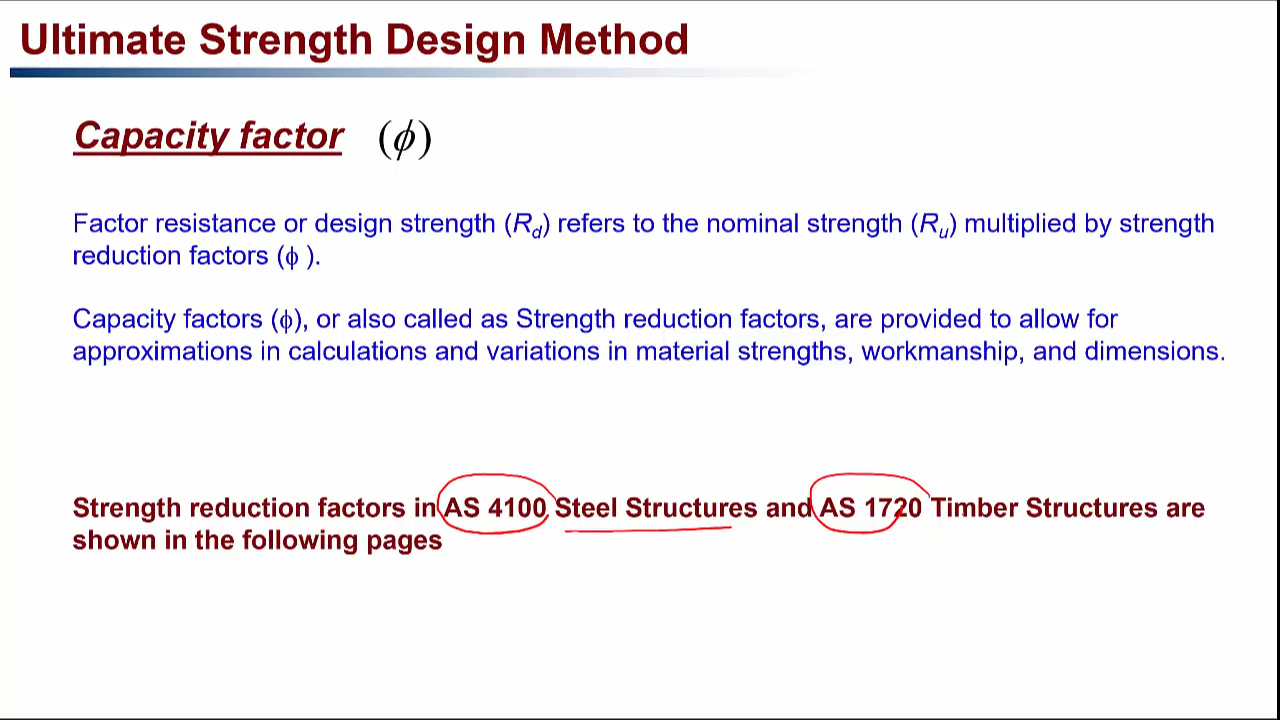 Ultimate Strength Design Method
Capacity factor (ϕ)
Factor resistance or design strength (Rd) refers to the nominal strength (Ru) multiplied by strength
reduction factors (ϕ ).
Capacity factors (ϕ), or also called as Strength reduction factors, are provided to allow for
approximations in calculations and variations in material strengths, workmanship, and dimensions.
Strength reduction factors in AS 4100 Steel Structures and AS 1720 Timber Structures are
shown in the following pages